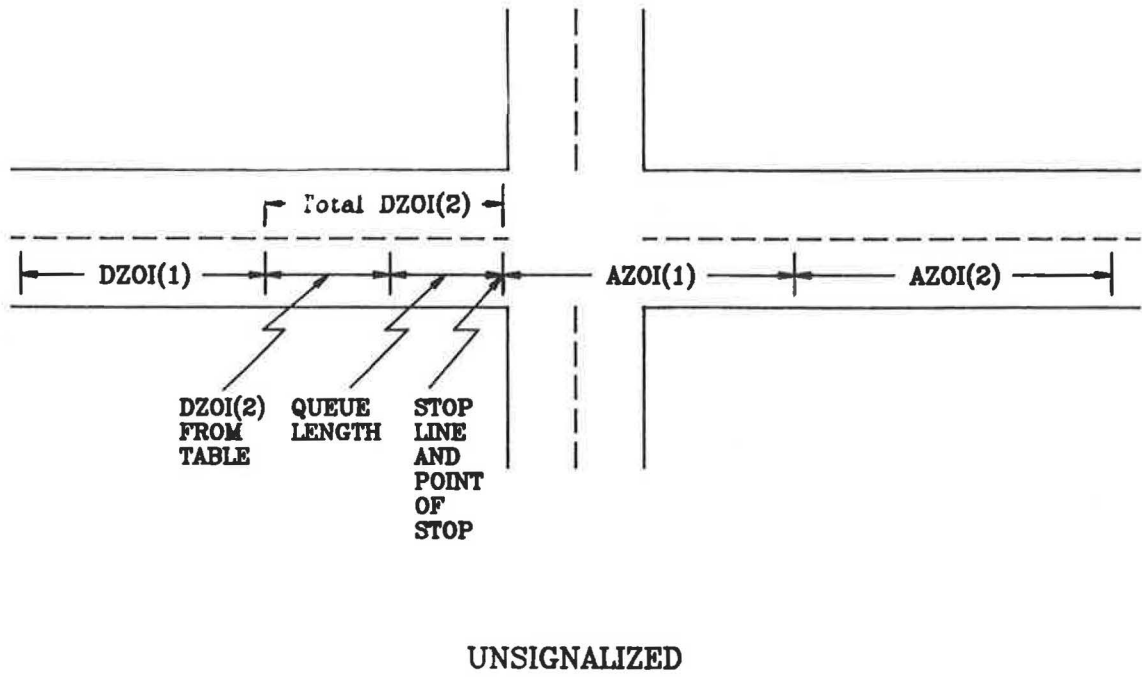 Total DZOI(2)
DZOI(1)
AZOI(1)
AZOI(2)
DZOI(2)
FROM
TABLE
QUEUE
LENGTH
STOP
LINE
AND
POINT
OF
STOP
UNSIGNALIZED